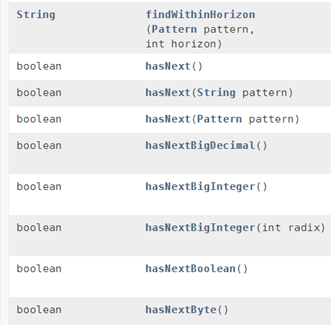 String findWithinHorizon
(Pattern pattern,
int horizon)
boolean hasNext()
boolean hasNext(String pattern)
boolean hasNext(Pattern pattern)
boolean hasNextBigDecimal()
boolean hasNextBigInteger()
boolean hasNextBigInteger(int radix)
boolean hasNextBoolean()
boolean hasNextByte()